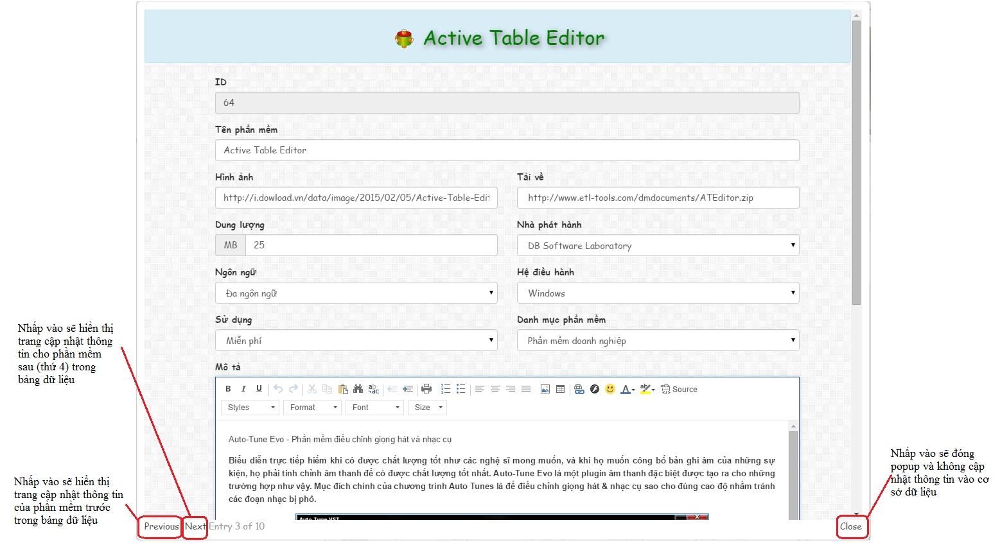 Active Table Editor
ID
64
Tên phần mềm
Active Table Editor
Hình ảnh
Tải về
http://i.dowload.vn/data/image/2015/02/05/Active-Table-Edit
http://www.etl-tools.com/dmdocuments/ATEditor.zip
Dung lượng
Nhà phát hành
MB 25
DB Software Laboratory
Ngôn ngữ
Hệ điều hành
Đa ngôn ngữ
Windows
Sử dụng
Danh mục phần mềm
Miễn phí
Phần mềm doanh nghiệp
Mô tả
B I U Source
Styles Format Font Size
Auto-Tune Evo - Phần mềm điều chỉnh giọng hát và nhạc cụ
Biểu diễn trực tiếp hiếm khi có được chất lượng tốt như các nghệ sĩ mong muốn, và khi họ muốn công bố bản ghi âm của những sự
kiện, họ phải tinh chỉnh âm thanh để có được chất lượng tốt nhất. Auto-Tune Evo là một plugin âm thanh đặc biệt được tạo ra cho những
trường hợp như vậy. Mục đích chính của chương trình Auto Tunes là để điều chỉnh giọng hát & nhạc cụ sao cho đúng cao độ nhằm tránh
các đoạn nhạc bị phô.
Auto-Tune VST
Previous Next Entry 3 of 10
Close
Nhấp vào sẽ hiển thị
trang cập nhật thông
tin cho phần mềm
sau (thứ 4) trong
bảng dữ liệu
Nhấp vào sẽ hiển thị
trang cập nhật thông tin
của phần mềm trước
trong bảng dữ liệu
Nhấp vào sẽ đóng
popup và không cập
nhật thông tin vào cơ
sở dữ liệu